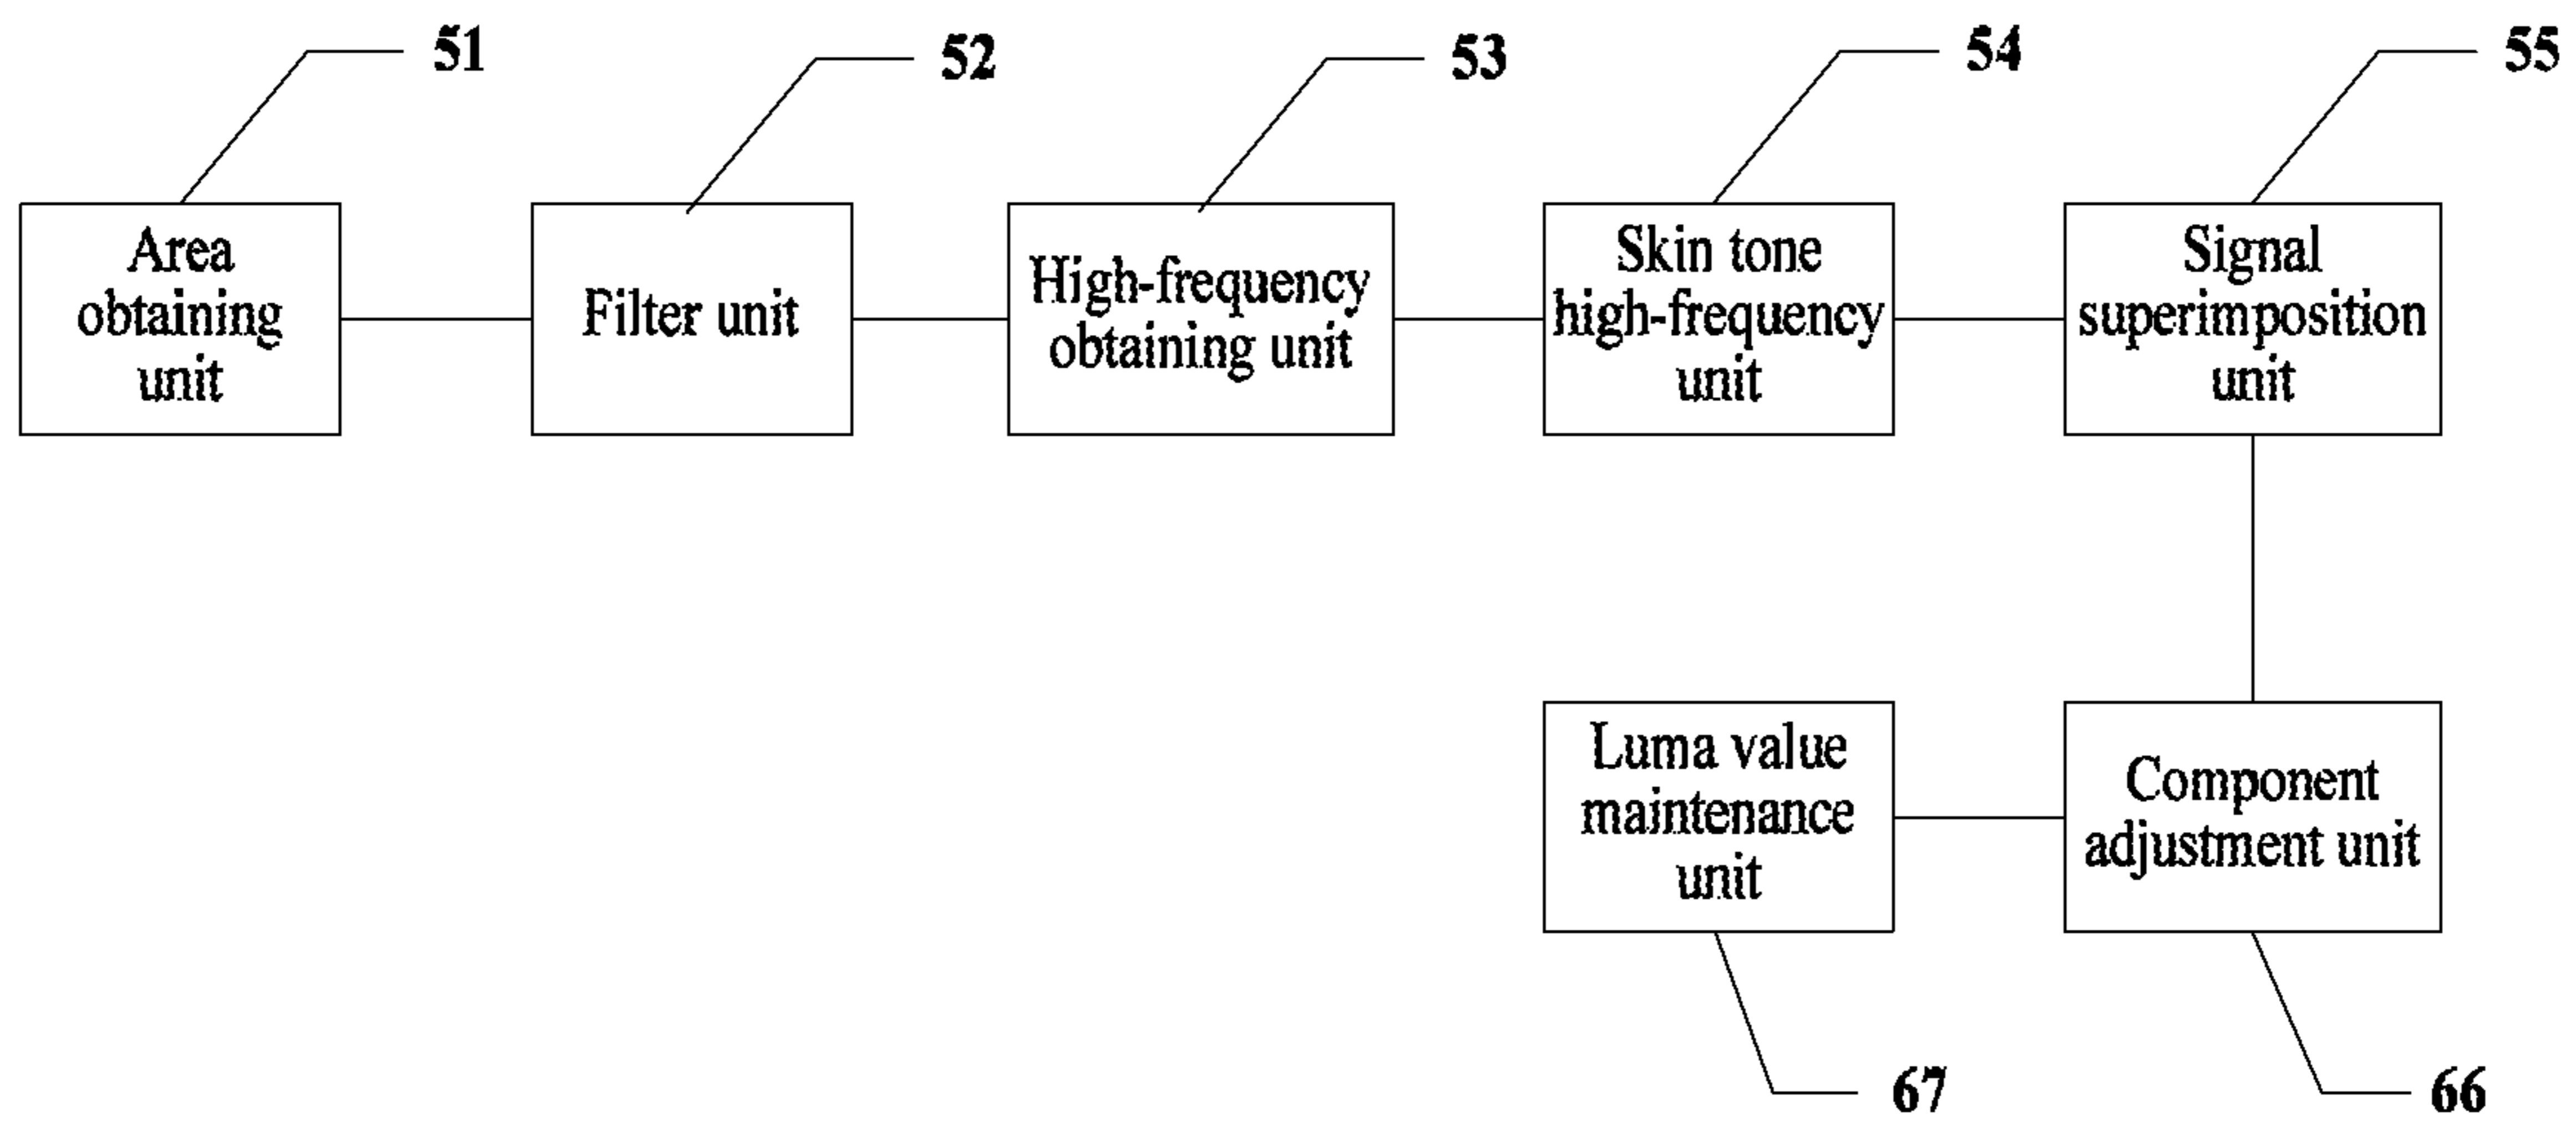 51
52
53
54
55
Area
obtaining
unit
Filter unit
High-frequency
obtaining unit
Skin tone
high-frequency
unit
Signal
superimposition
unit
Luma value
maintenance
unit
Component
adjustment unit
67
66